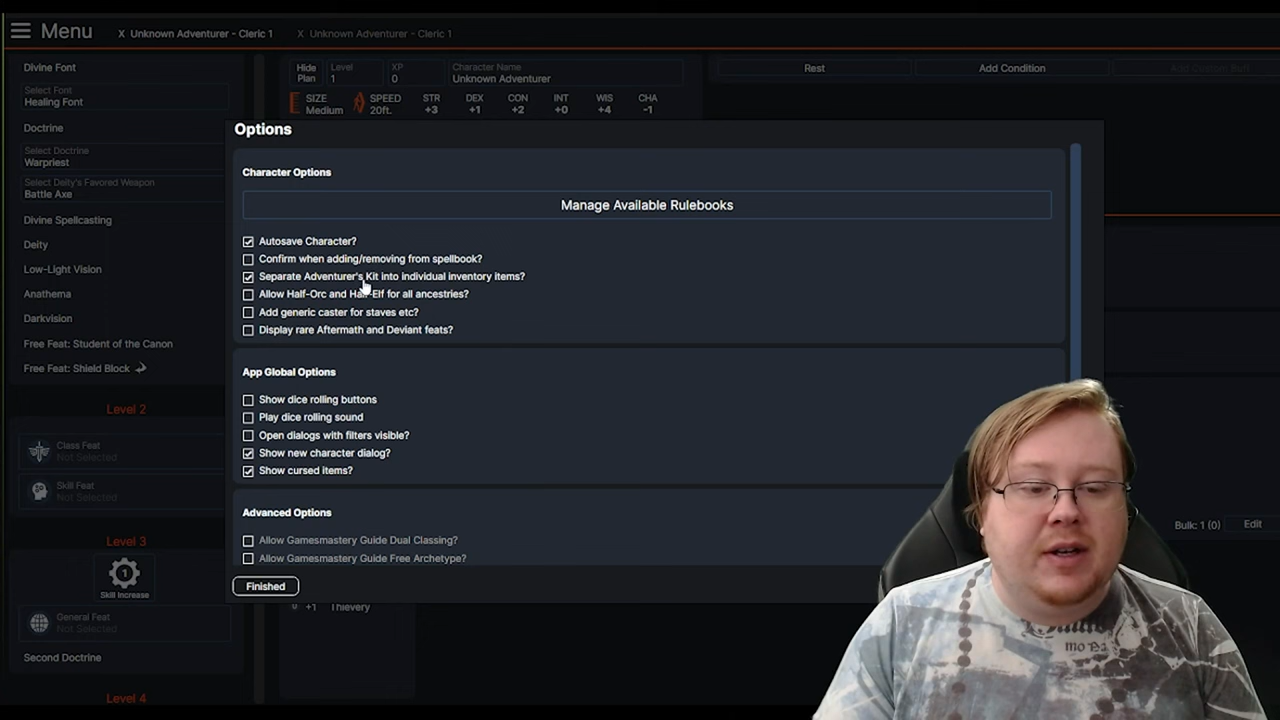 Menu
X Unknown Adventurer - Cleric 1
X Unknown Adventurer - Cleric 1
Divine Font
Select Font
Healing Font
Doctrine
Select Doctrine
Warpriest
Select Deity's Favored Weapon
Battle Axe
Divine Spellcasting
Deity
Low-Light Vision
Anathema
Darkvision
Free Feat: Student of the Canon
Free Feat: Shield Block
Level 2
Class Feat
Not Selected
Skill Feat
Not Selected
Level 3
1
Skill Increase
General Feat
Not Selected
Second Doctrine
Level 4
Hide Plan
Level
1
XP
0
Character Name
Unknown Adventurer
SIZE
Medium
SPEED
20ft.
STR
+3
DEX
+1
CON
+2
INT
+0
WIS
+4
CHA
-1
Rest
Add Condition
Add Custom Buff
Options
Character Options
Manage Available Rulebooks
Autosave Character?
Confirm when adding/removing from spellbook?
Separate Adventurer's Kit into individual inventory items?
Allow Half-Orc and Half-Elf for all ancestries?
Add generic caster for staves etc?
Display rare Aftermath and Deviant feats?
App Global Options
Show dice rolling buttons
Play dice rolling sound
Open dialogs with filters visible?
Show new character dialog?
Show cursed items?
Advanced Options
Allow Gamesmastery Guide Dual Classing?
Allow Gamesmastery Guide Free Archetype?
Finished
+1 Thievery
Bulk: 1 (0)
Edit